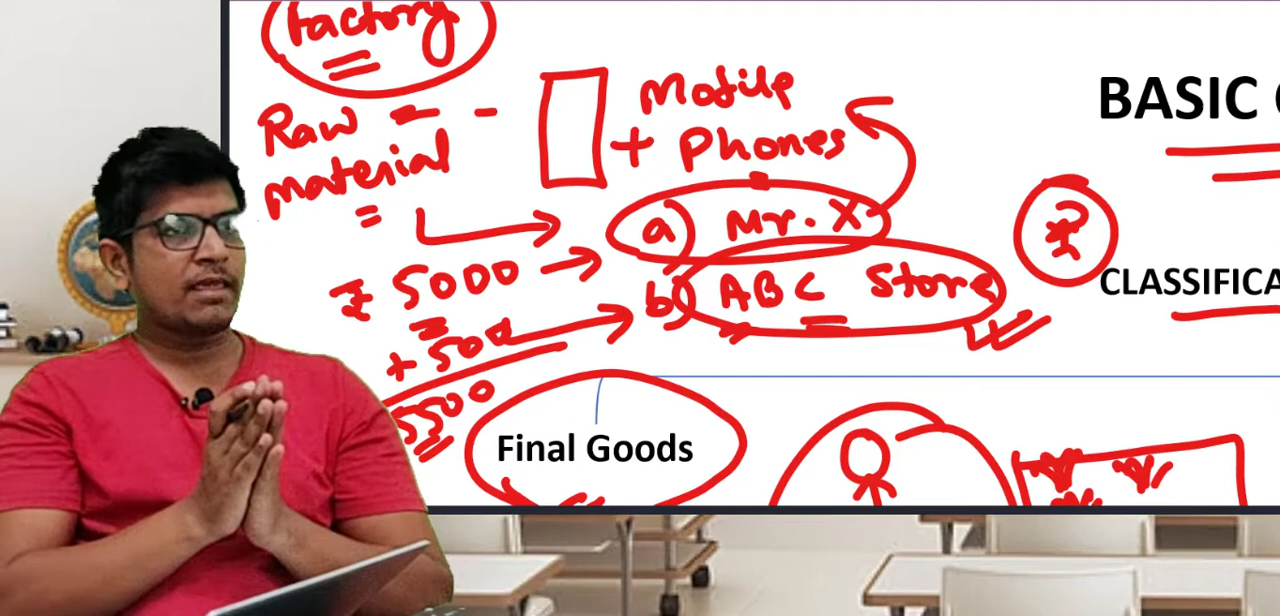 factory
Raw
material
Mobile
+ Phones
a) Mr. X
₹ 5000
b) ABC Store
+ 500
5500
₹
BASIC
CLASSIFICA
Final Goods